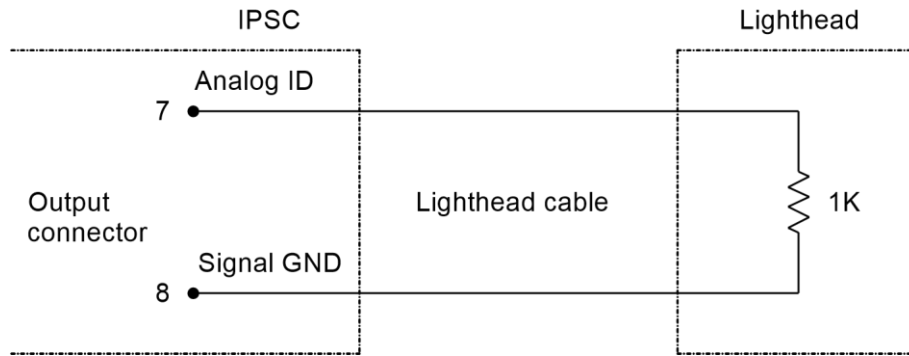 IPSC
Lighthead
Analog ID
7
Output
connector
Lighthead cable
1K
Signal GND
8